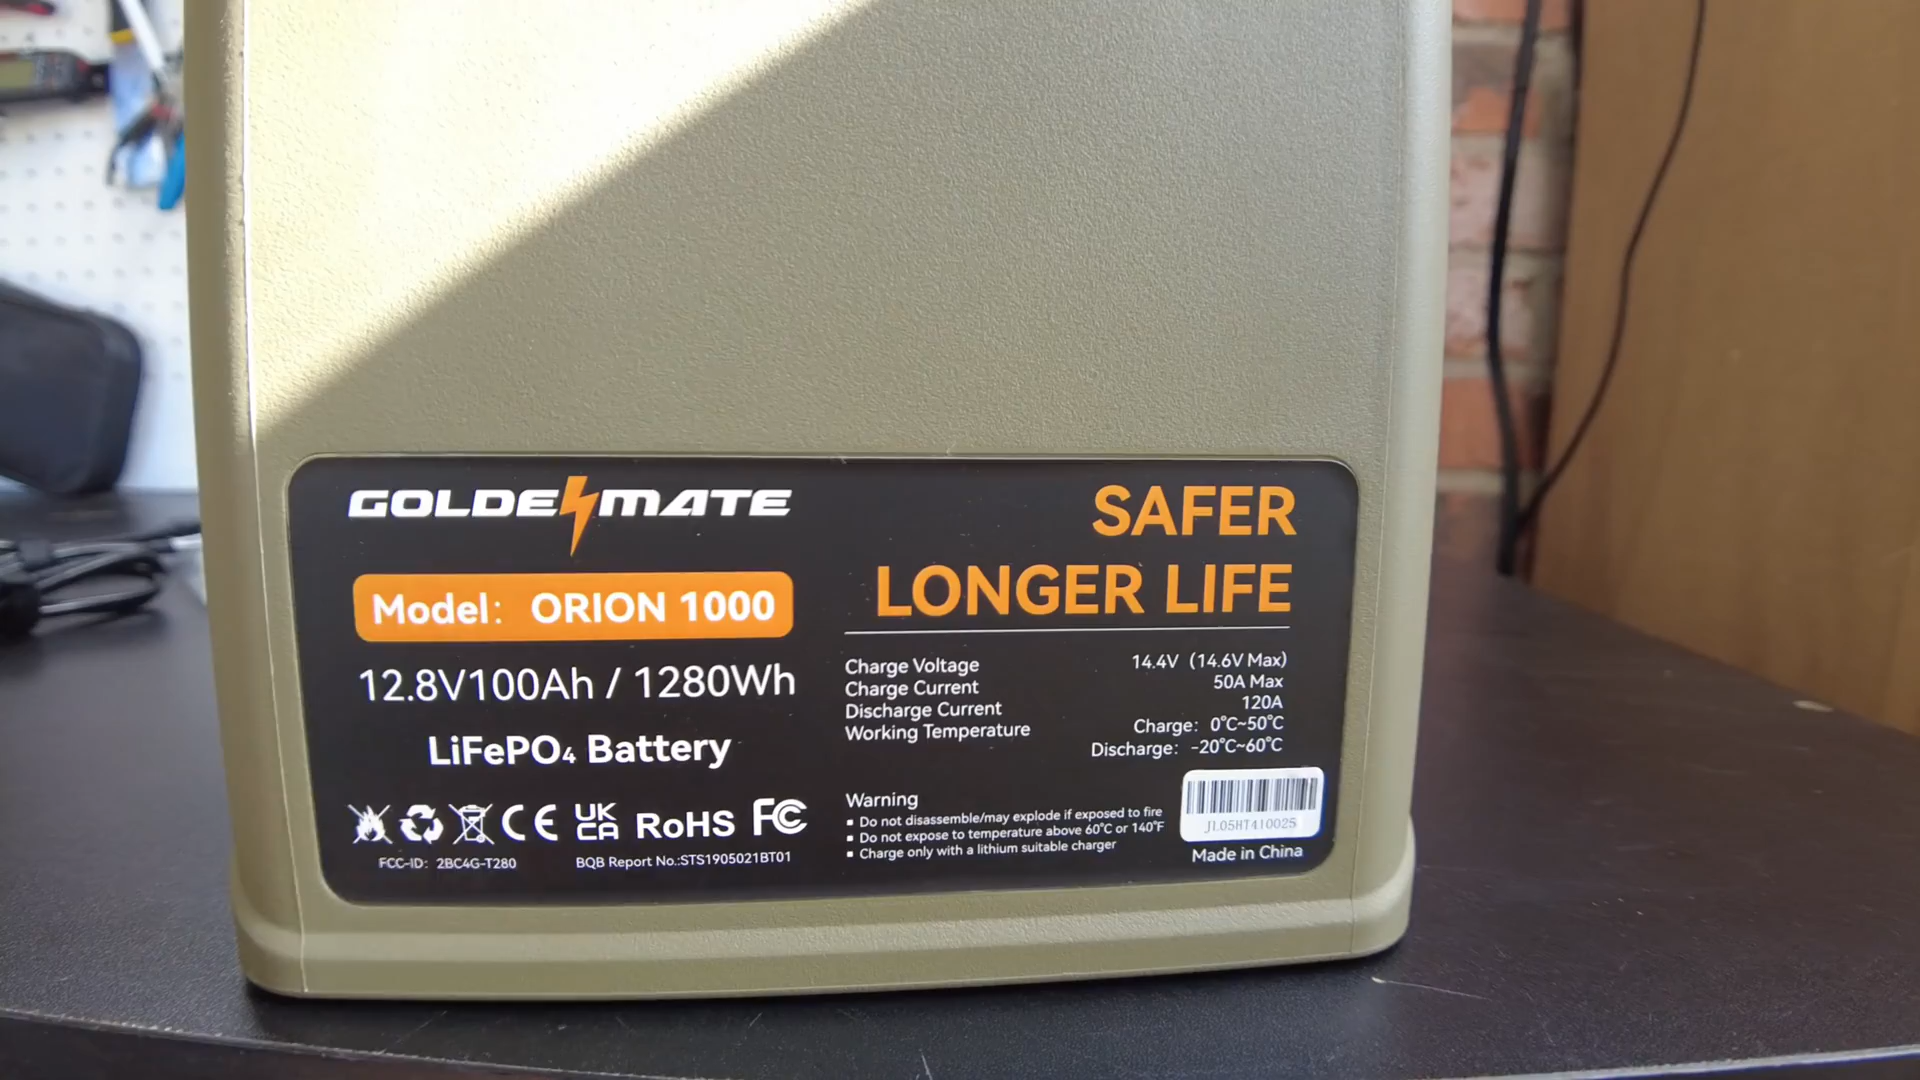 GOLDENMATE
Model: ORION 1000
12.8V100Ah / 1280Wh
LiFePO₄ Battery
CE UK CA RoHS FC
FCC-ID: 2BC4G-T280
BQB Report No.:STS1905021BT01
SAFER
LONGER LIFE
Charge Voltage 14.4V (14.6V Max)
Charge Current 50A Max
Discharge Current 120A
Working Temperature Charge: 0°C~50°C
Discharge: -20°C~60°C
Warning
▪ Do not disassemble/may explode if exposed to fire
▪ Do not expose to temperature above 60°C or 140°F
▪ Charge only with a lithium suitable charger
JL05HT410025
Made in China